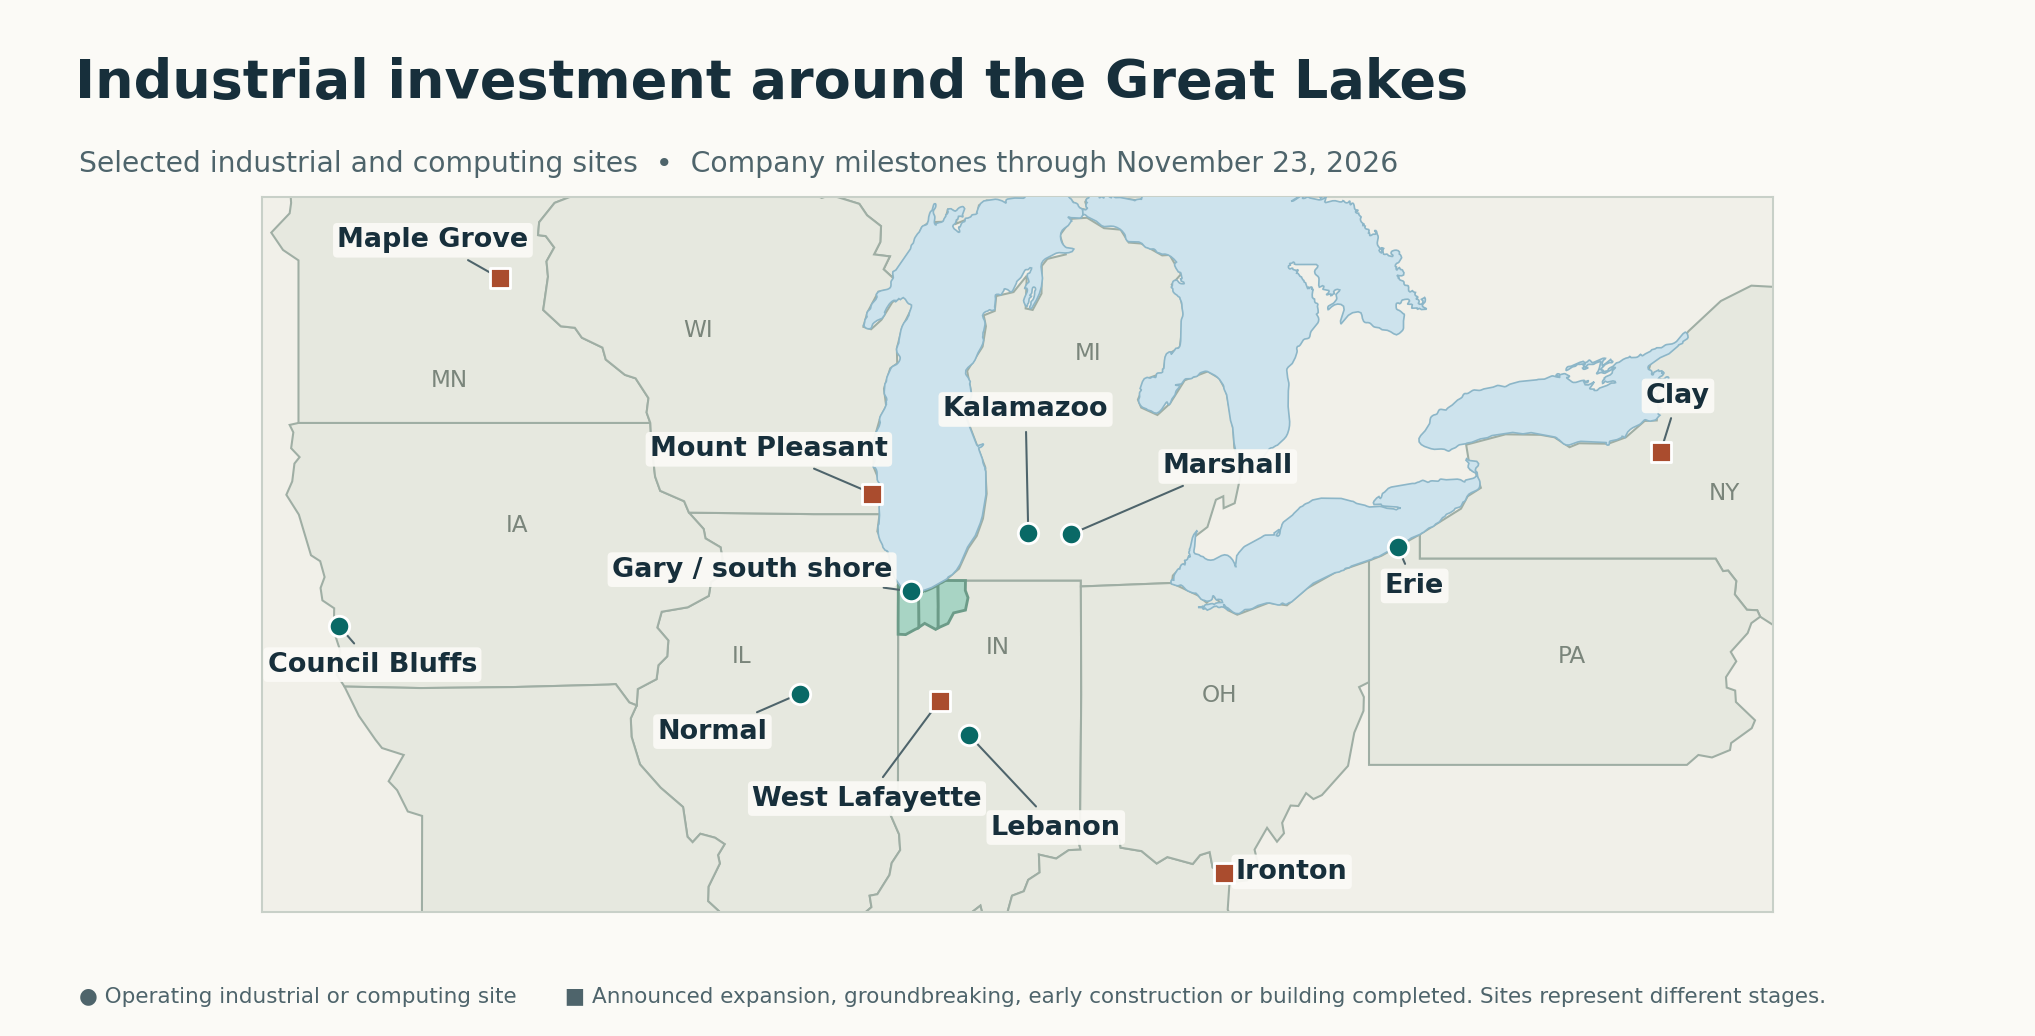 Industrial investment around the Great Lakes
Selected industrial and computing sites • Company milestones through November 23, 2026
Maple Grove
WI
MN
MI
Clay
Kalamazoo
Mount Pleasant
Marshall
NY
IA
Gary / south shore
Erie
IN
IL
PA
Council Bluffs
OH
Normal
West Lafayette
Lebanon
Ironton
● Operating industrial or computing site
■ Announced expansion, groundbreaking, early construction or building completed. Sites represent different stages.